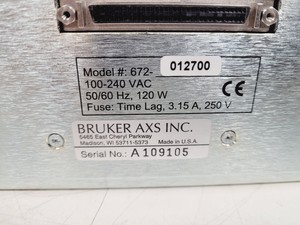 Model #: 672- 012700
100-240 VAC
50/60 Hz, 120 W
Fuse: Time Lag, 3.15 A, 250 V
CE
BRUKER AXS INC.
5465 East Cheryl Parkway
Madison, WI 53711-5373 Made in U.S.A.
Serial No.: A109105